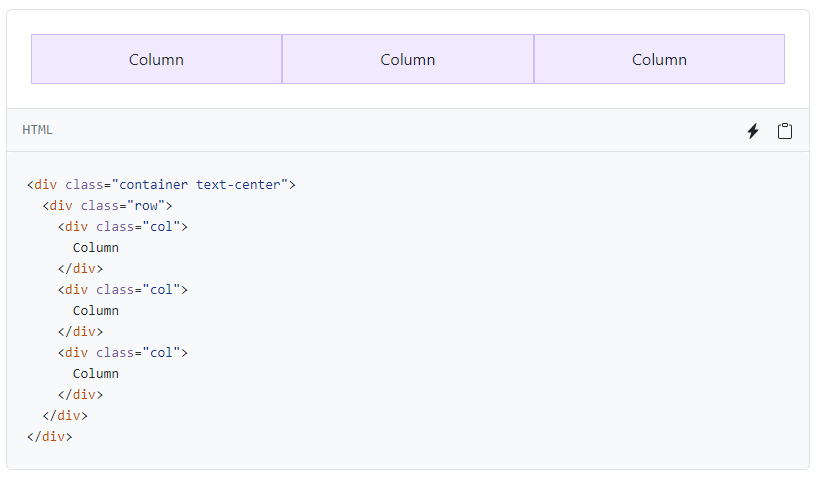 Column Column Column
HTML
<div class="container text-center">
  <div class="row">
    <div class="col">
      Column
    </div>
    <div class="col">
      Column
    </div>
    <div class="col">
      Column
    </div>
  </div>
</div>